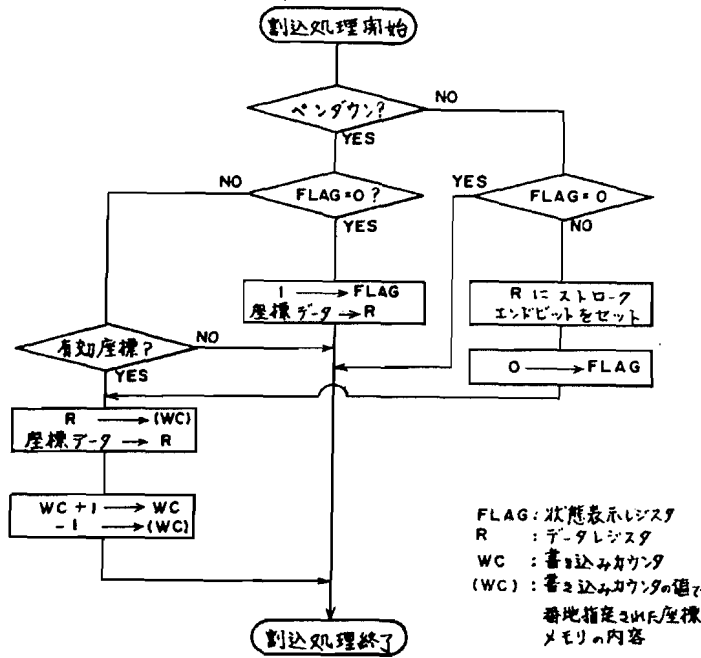 割込処理開始
ペンダウン?
NO
YES
NO
FLAG=0?
YES
YES
FLAG=0
NO
1 → FLAG
座標データ → R
Rにストローク
エンドビットをセット
有効座標?
NO
YES
0 → FLAG
R → (WC)
座標データ → R
WC+1 → WC
-1 → (WC)
FLAG: 状態表示レジスタ
R : データレジスタ
WC : 書き込みカウンタ
(WC) : 書き込みカウンタの値で
番地指定された座標
メモリの内容
割込処理終了